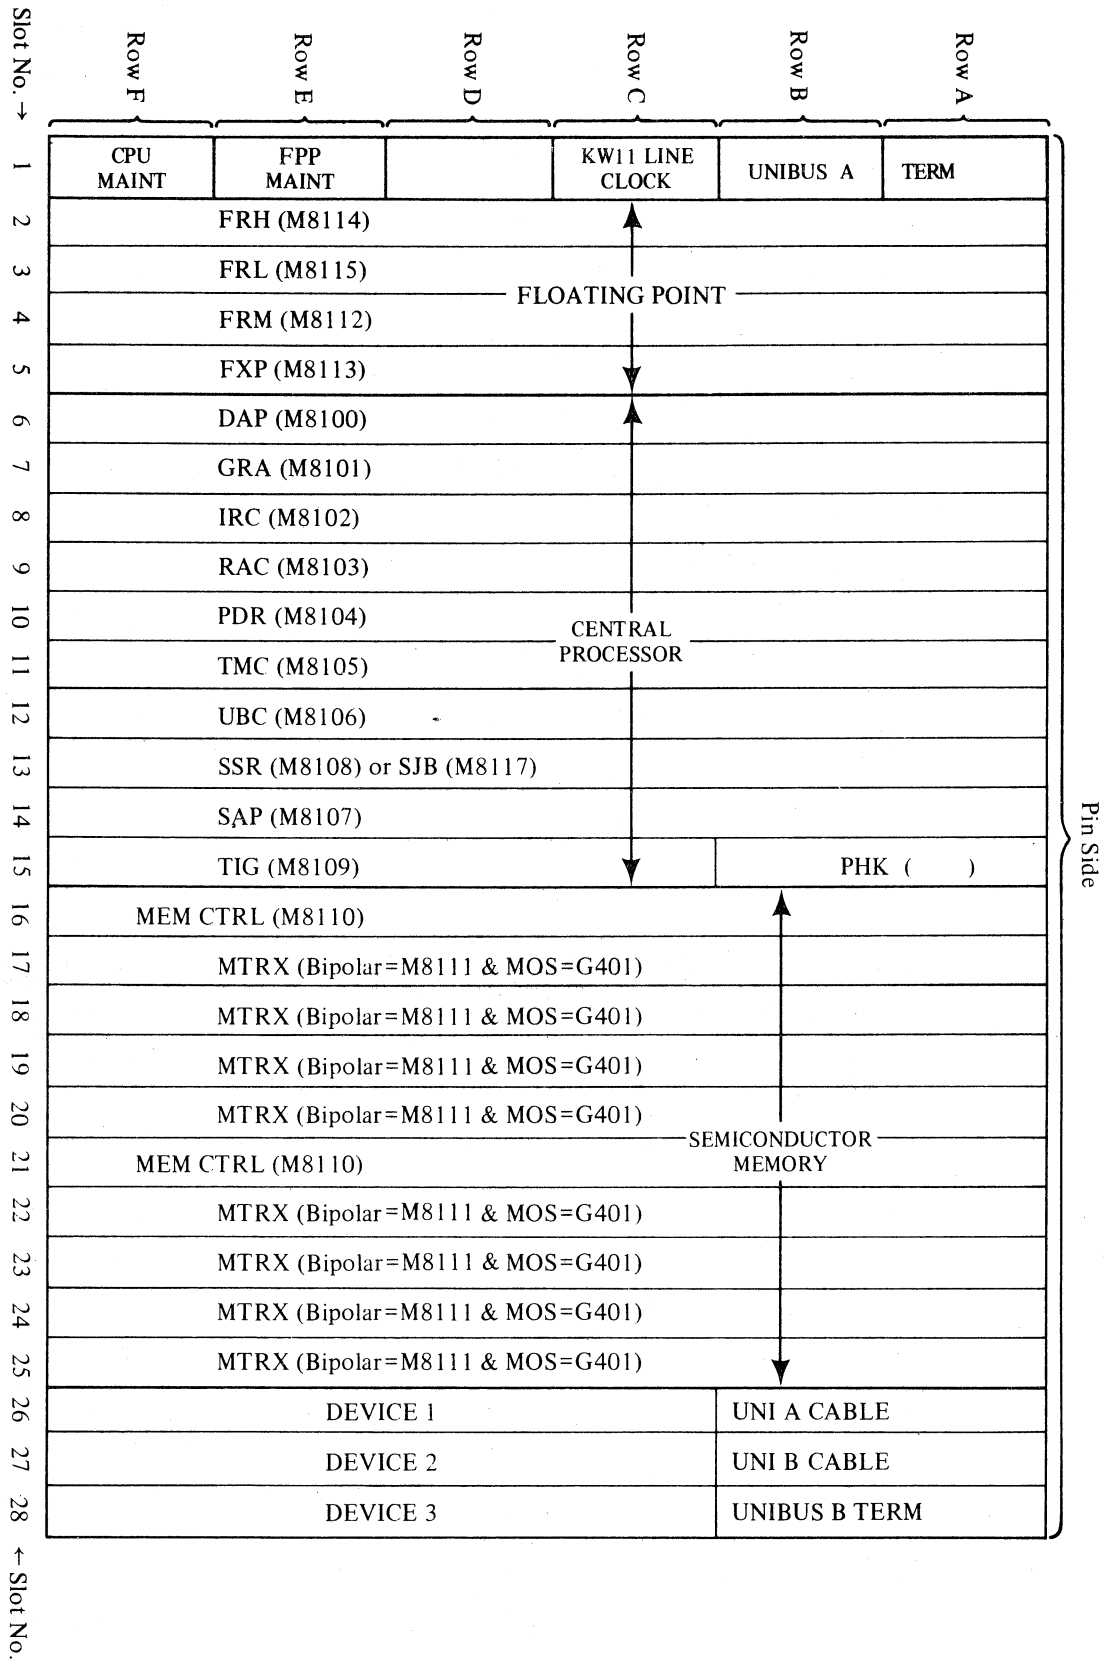 Slot No. →
Row F
Row E
Row D
Row C
Row B
Row A
1
CPU
MAINT
FPP
MAINT
KW11 LINE
CLOCK
UNIBUS A
TERM
2
FRH (M8114)
3
FRL (M8115)
FLOATING POINT
4
FRM (M8112)
5
FXP (M8113)
6
DAP (M8100)
7
GRA (M8101)
8
IRC (M8102)
9
RAC (M8103)
10
PDR (M8104)
CENTRAL
PROCESSOR
11
TMC (M8105)
12
UBC (M8106)
13
SSR (M8108) or SJB (M8117)
14
SAP (M8107)
Pin Side
15
TIG (M8109)
PHK ( )
16
MEM CTRL (M8110)
17
MTRX (Bipolar=M8111 & MOS=G401)
18
MTRX (Bipolar=M8111 & MOS=G401)
19
MTRX (Bipolar=M8111 & MOS=G401)
20
MTRX (Bipolar=M8111 & MOS=G401)
SEMICONDUCTOR
MEMORY
21
MEM CTRL (M8110)
22
MTRX (Bipolar=M8111 & MOS=G401)
23
MTRX (Bipolar=M8111 & MOS=G401)
24
MTRX (Bipolar=M8111 & MOS=G401)
25
MTRX (Bipolar=M8111 & MOS=G401)
26
DEVICE 1
UNI A CABLE
27
DEVICE 2
UNI B CABLE
28
DEVICE 3
UNIBUS B TERM
← Slot No.